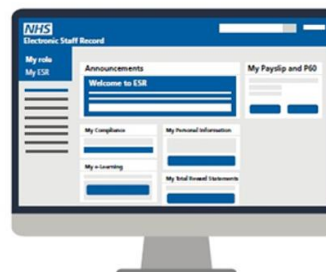 NHS
Electronic Staff Record
My role
My ESR
Announcements
Welcome to ESR
My Payslip and P60
My Compliance
My Personal Information
My e-Learning
My Total Reward Statements